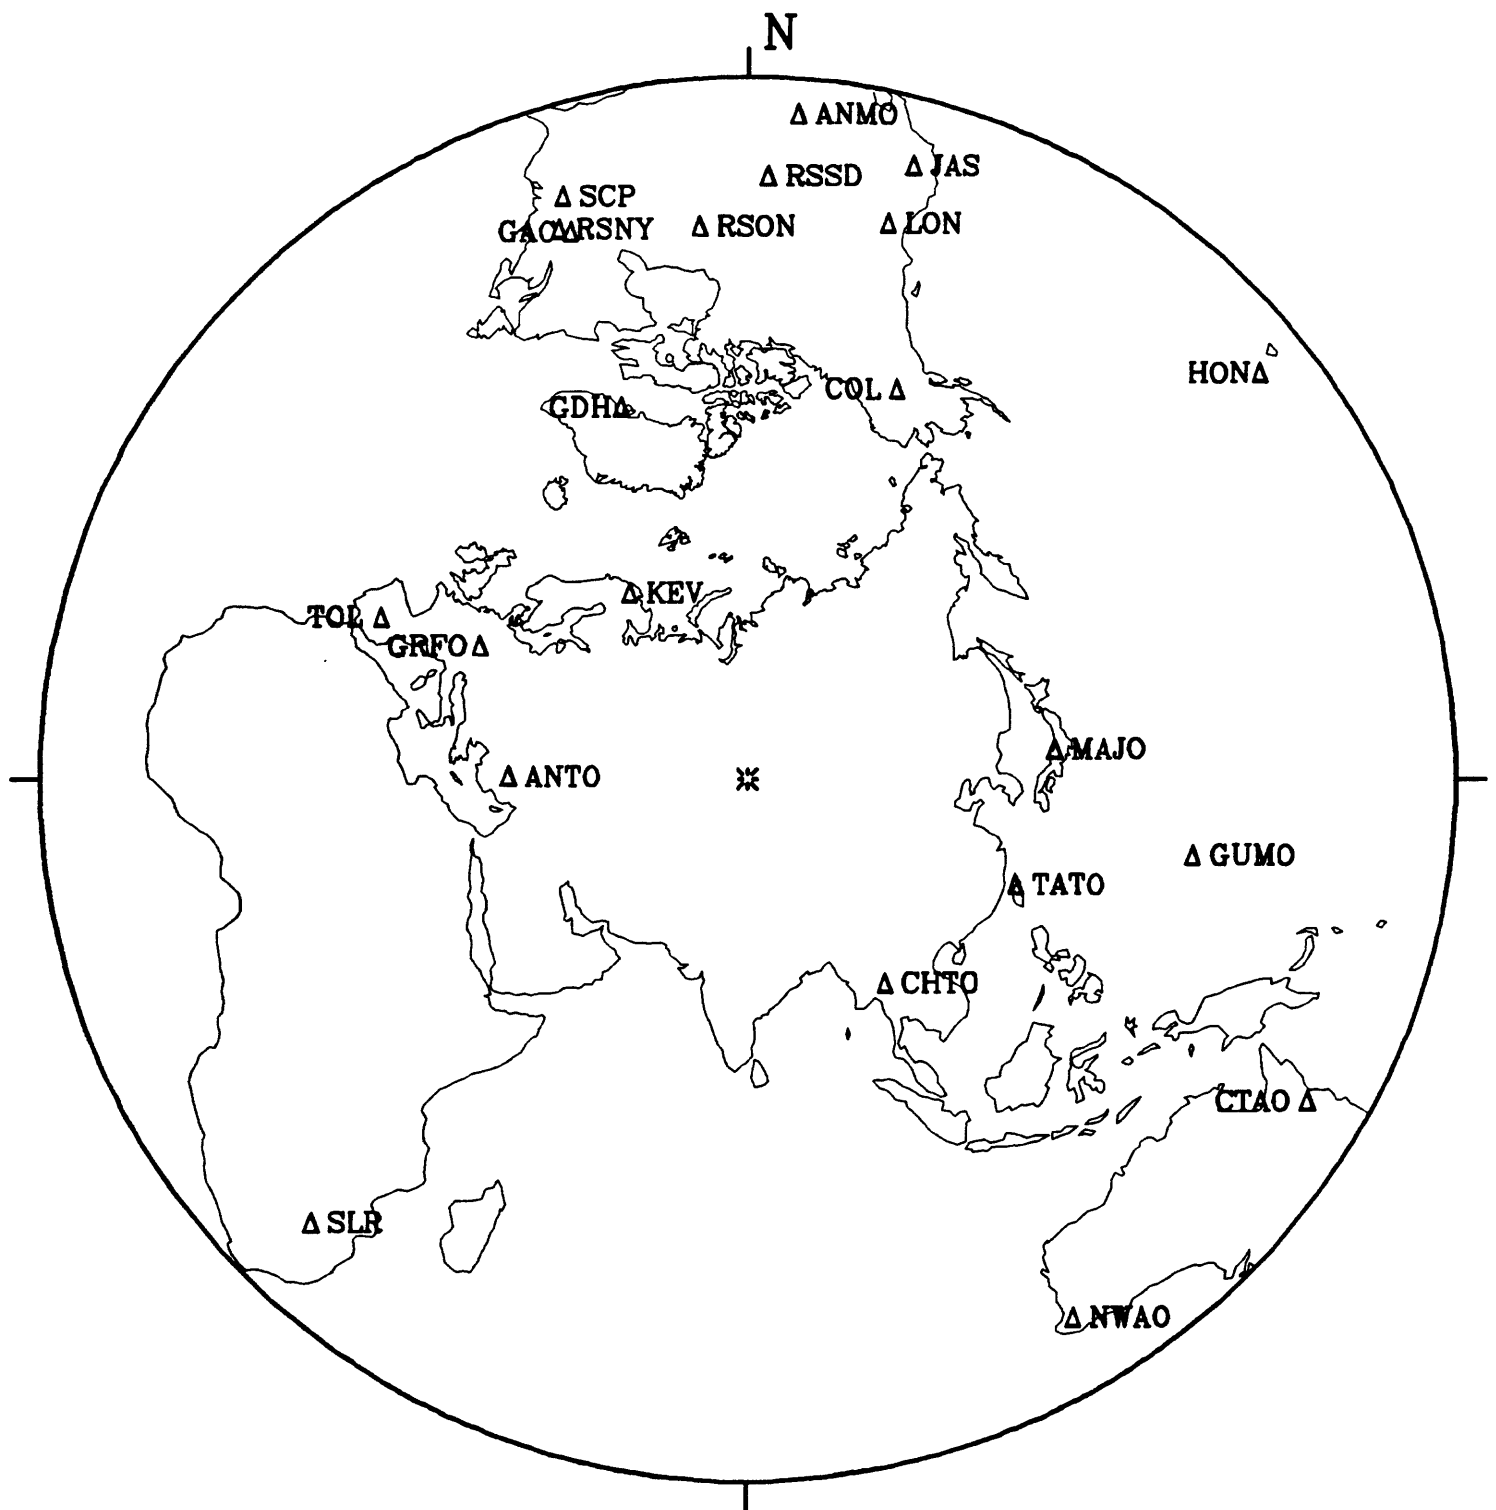 N
ANMO
JAS
RSSD
SCP
GAC
RSNY
RSON
LON
HON
COL
GDH
KEV
TOL
GRFO
MAJO
ANTO
GUMO
TATO
CHTO
CTAO
SLR
NWAO